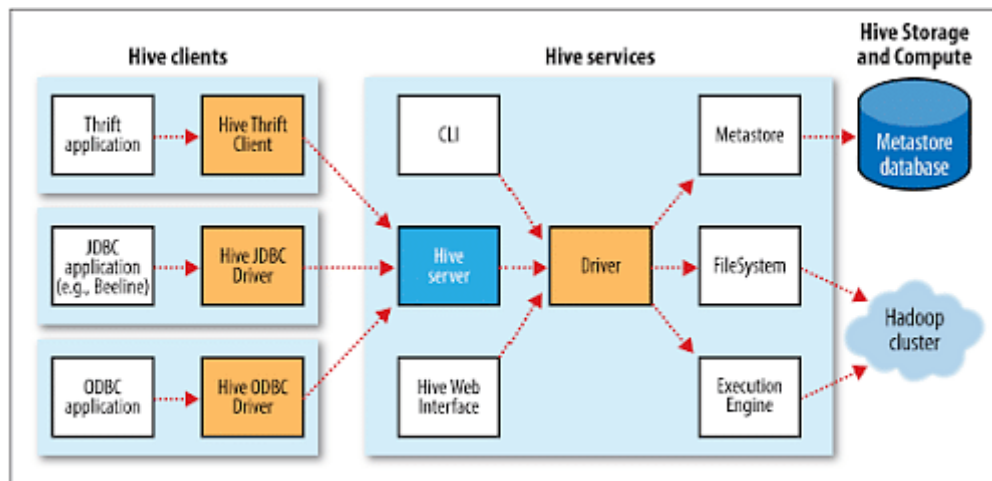 Hive clients
Thrift
application
Hive Thrift
Client
JDBC
application
(e.g., Beeline)
Hive JDBC
Driver
ODBC
application
Hive ODBC
Driver
Hive services
CLI
Hive
server
Hive Web
Interface
Driver
Metastore
FileSystem
Execution
Engine
Hive Storage
and Compute
Metastore
database
Hadoop
cluster